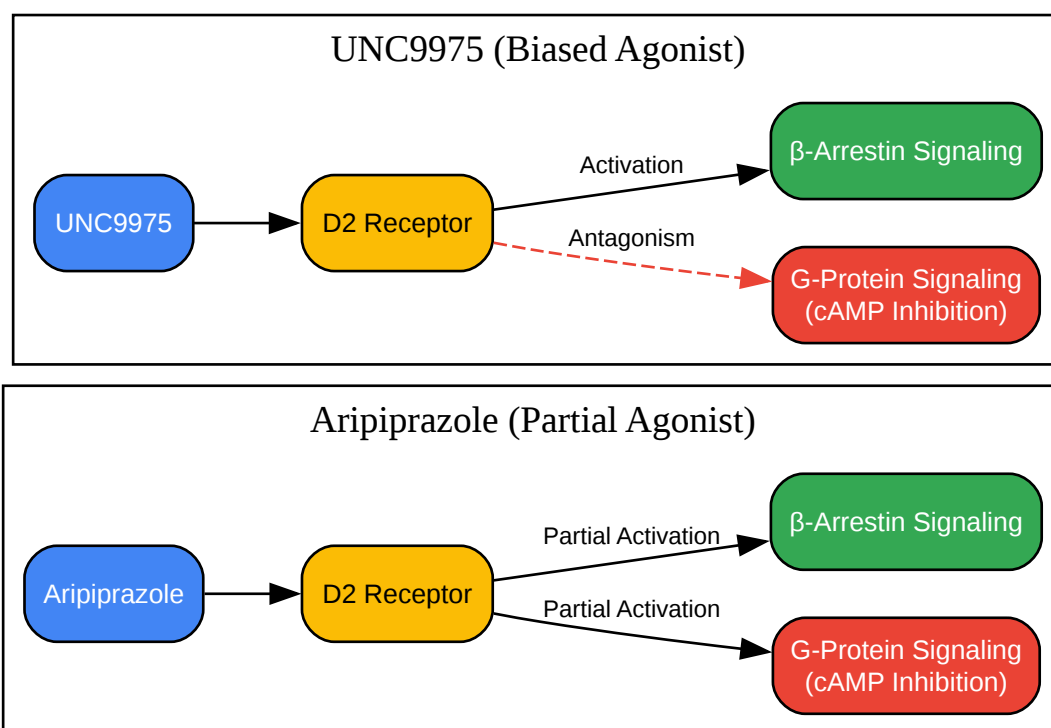 UNC9975 (Biased Agonist)
UNC9975
D2 Receptor
Activation
Antagonism
β-Arrestin Signaling
G-Protein Signaling
(cAMP Inhibition)
Aripiprazole (Partial Agonist)
Aripiprazole
D2 Receptor
Partial Activation
Partial Activation
β-Arrestin Signaling
G-Protein Signaling
(cAMP Inhibition)